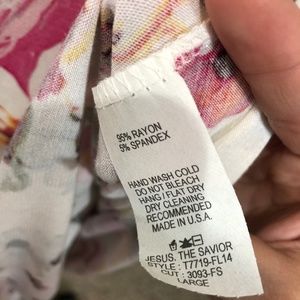 95% RAYON
5% SPANDEX
HAND WASH COLD
DO NOT BLEACH
HANG / FLAT DRY
DRY CLEANING
RECOMMENDED
MADE IN U.S.A.
JESUS, THE SAVIOR
STYLE : T7719-FL14
CUT : 3093-FS
LARGE